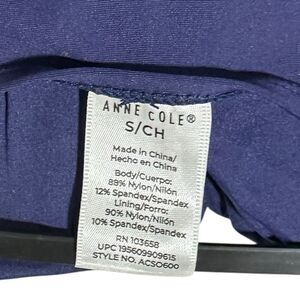 ANNE COLE®
S/CH
Made in China/
Hecho en China
Body/Cuerpo:
88% Nylon/Nilón
12% Spandex/Spandex
Lining/Forro:
90% Nylon/Nilón
10% Spandex/Spandex
RN 103658
UPC 195609909615
STYLE NO. ACSO600